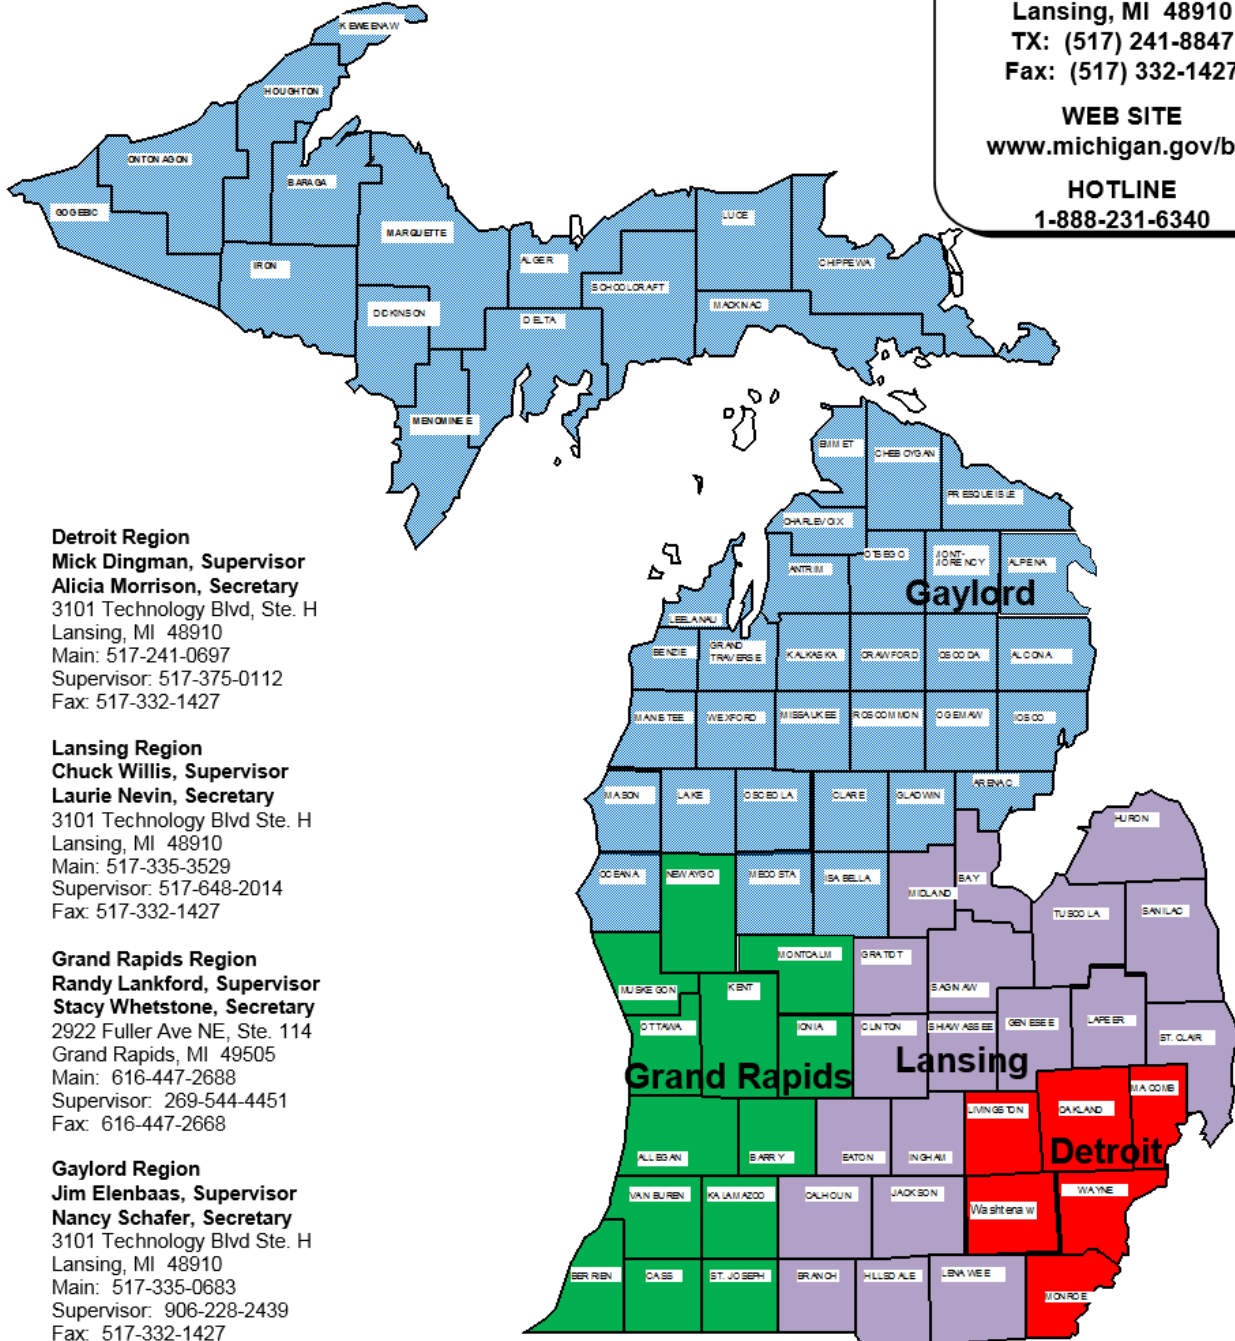 Lansing, MI  48910
TX:  (517) 241-8847
Fax:  (517) 332-1427
WEB SITE
www.michigan.gov/b
HOTLINE
1-888-231-6340
KEWEENAW
HOUGHTON
ONTONAGON
BARAGA
GOGEBIC
MARQUETTE
LUCE
IRON
ALGER
CHIPPEWA
SCHOOLCRAFT
DICKINSON
DELTA
MACKINAC
MENOMINEE
EMMET
CHEBOYGAN
PRESQUE ISLE
CHARLEVOIX
ANTRIM
OTSEGO
MONT-
MORENCY
ALPENA
Gaylord
LEELANAU
BENZIE
GRAND
TRAVERSE
KALKASKA
CRAWFORD
OSCODA
ALCONA
MANISTEE
WEXFORD
MISSAUKEE
ROSCOMMON
OGEMAW
IOSCO
MASON
LAKE
OSCEOLA
CLARE
GLADWIN
ARENAC
HURON
OCEANA
NEWAYGO
MECOSTA
ISABELLA
MIDLAND
BAY
TUSCOLA
SANILAC
MONTCALM
GRATIOT
MUSKEGON
KENT
SAGINAW
OTTAWA
IONIA
CLINTON
SHIAWASSEE
GENESEE
LAPEER
ST. CLAIR
Grand Rapids
Lansing
LIVINGSTON
OAKLAND
MACOMB
Detroit
ALLEGAN
BARRY
EATON
INGHAM
VAN BUREN
KALAMAZOO
CALHOUN
JACKSON
Washtenaw
WAYNE
BERRIEN
CASS
ST. JOSEPH
BRANCH
HILLSDALE
LENAWEE
MONROE
Detroit Region
Mick Dingman, Supervisor
Alicia Morrison, Secretary
3101 Technology Blvd, Ste. H
Lansing, MI  48910
Main: 517-241-0697
Supervisor: 517-375-0112
Fax: 517-332-1427
Lansing Region
Chuck Willis, Supervisor
Laurie Nevin, Secretary
3101 Technology Blvd Ste. H
Lansing, MI  48910
Main: 517-335-3529
Supervisor: 517-648-2014
Fax: 517-332-1427
Grand Rapids Region
Randy Lankford, Supervisor
Stacy Whetstone, Secretary
2922 Fuller Ave NE, Ste. 114
Grand Rapids, MI  49505
Main:  616-447-2688
Supervisor:  269-544-4451
Fax:  616-447-2668
Gaylord Region
Jim Elenbaas, Supervisor
Nancy Schafer, Secretary
3101 Technology Blvd Ste. H
Lansing, MI  48910
Main:  517-335-0683
Supervisor:  906-228-2439
Fax:  517-332-1427